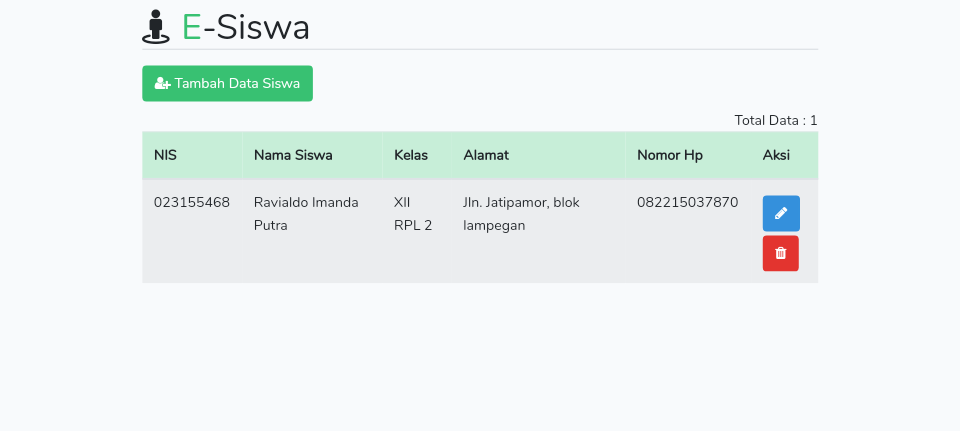 E-Siswa
Tambah Data Siswa
Total Data : 1
NIS Nama Siswa Kelas Alamat Nomor Hp Aksi
023155468 Ravialdo Imanda XII Jln. Jatipamor, blok 082215037870
Putra RPL 2 lampegan